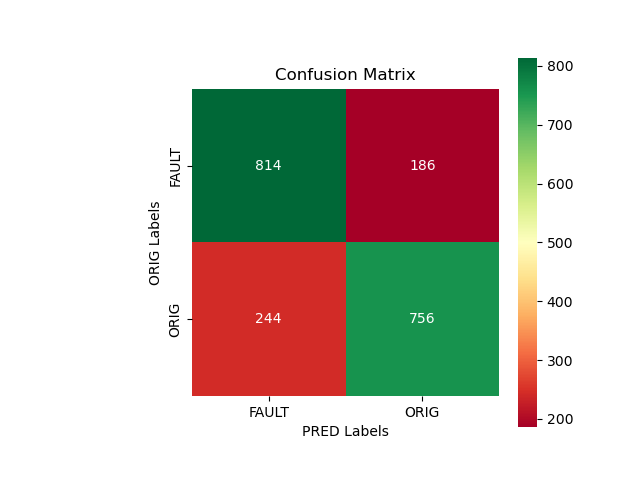 Confusion Matrix
ORIG Labels
FAULT
814
186
ORIG
244
756
FAULT
ORIG
PRED Labels
800
700
600
500
400
300
200